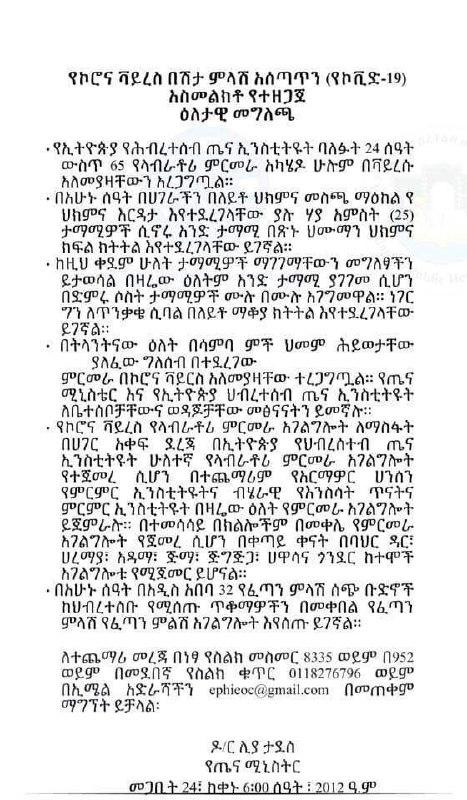 የኮሮና ቫይረስ በሽታ ምላሽ አሰጣጥን (የኮቪድ-19)
አስመልክቶ የተዘጋጀ
ዕለታዊ መግለጫ
· የኢትዮጵያ የሕብረተሰብ ጤና ኢንስቲትዩት ባለፉት 24 ሰዓት
ውስጥ 65 የላብራቶሪ ምርመራ አካሄዶ ሁሉም በቫይረሱ
አለመያዛቸውን አረጋግጧል።
· በአሁኑ ሰዓት በሀገራችን በለይቶ ህክምና መስጫ ማዕከል የ
ህክምና እርዳታ እየተደረገላቸው ያሉ ሃያ አምስት (25)
ታማሚዎች ሲኖሩ አንድ ታማሚ በጽኑ ህሙማን ህክምና
ክፍል ክትትል እየተደረገላቸው ይገኛል።
· ከዚህ ቀደም ሁለት ታማሚዎች ማገገማቸውን መግለፃችን
ይታወሳል በዛሬው ዕለትም አንድ ታማሚ ያገገመ ሲሆን
በድምሩ ሶስት ታማሚዎች ሙሉ በሙሉ አገግመዋል። ነገር
ግን ለጥንቃቄ ሲባል በለይቶ ማቆያ ክትትል እየተደረገላቸው
ይገኛል።
· በትላንትናው ዕለት በሳምባ ምች ህመም ሕይወታቸው
ያለፈው ግለሰብ በተደረገው
ምርመራ በኮሮና ቫይርስ አለመያዛቸው ተረጋግጧል። የጤና
ሚኒስቴር እና የኢትዮጵያ ህብረተሰብ ጤና ኢንስቲትዩት
ለቤተሰቦቻቸውና ወዳጆቻቸው መፅናናትን ይመኛሉ።
· የኮሮና ቫይረስ የላብራቶሪ ምርመራ አገልግሎት ለማስፋት
በሀገር አቀፍ ደረጃ በኢትዮጵያ የህብረተሰብ ጤና
ኢንስቲትዩት ሁለተኛ የላብራቶሪ ምርመራ አገልግሎት
የተጀመረ ሲሆን በተጨማሪም የአርማዎር ሀንሰን
የምርምር ኢንስቲትዩትና ብሄራዊ የእንስሳት ጥናትና
ምርምር ኢንስቲትዩት በዛሬው ዕለት የምርመራ አገልግሎት
ይጀምራሉ። በተመሳሳይ በክልሎችም በመቀሌ የምርመራ
አገልግሎት የጀመረ ሲሆን በቀጣይ ቀናት በባህር ዳር፣
ሀረማያ፣ አዳማ፣ ጅማ፣ ጅግጅጋ፣ ሀዋሳና ጎንደር ከተሞች
አገልግሎቱ የሚጀመር ይሆናል።
· በአሁኑ ሰዓት በአዲስ አበባ 32 የፈጣን ምላሽ ሰጭ ቡድኖች
ከህብረተሰቡ የሚሰጡ ጥቆማዎችን በመቀበል የፈጣን
ምላሽ የፈጣን ምልሽ አገልግሎት እየሰጡ ይገኛል።
ለተጨማሪ መረጃ በነፃ የስልክ መስመር 8335 ወይም በ952
ወይም በመደበኛ የስልክ ቁጥር 0118276796 ወይም
በኢሜል አድራሻችን ephieoc@gmail.com በመጠቀም
ማግኘት ይቻላል፡
ዶ/ር ሊያ ታደሰ
የጤና ሚኒስትር
መጋቢት 24፣ ከቀኑ 6፡00 ሰዓት ፣ 2012 ዓ.ም